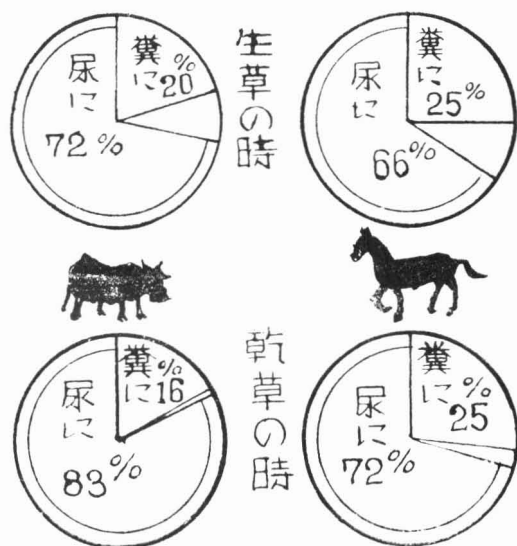 糞に
20%
尿に
72%
生草の時
糞に
25%
尿に
66%
糞に
16%
尿に
83%
乾草の時
糞に
25%
尿に
72%